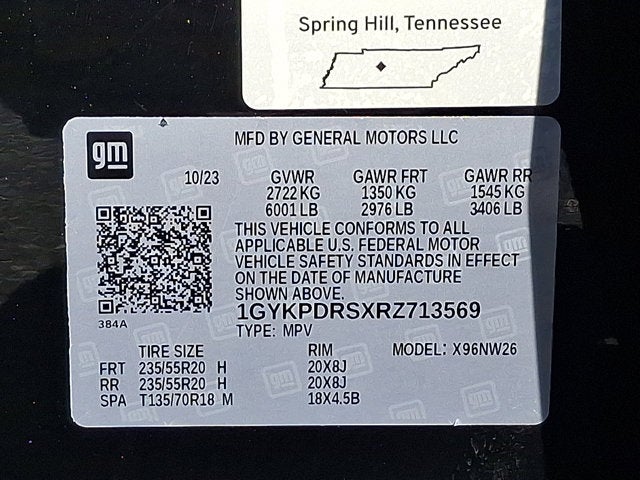 Spring Hill, Tennessee
gm
MFD BY GENERAL MOTORS LLC
10/23 GVWR GAWR FRT GAWR RR
2722 KG 1350 KG 1545 KG
6001 LB 2976 LB 3406 LB
THIS VEHICLE CONFORMS TO ALL
APPLICABLE U.S. FEDERAL MOTOR
VEHICLE SAFETY STANDARDS IN EFFECT
ON THE DATE OF MANUFACTURE
SHOWN ABOVE.
384A
1GYKPDRSXRZ713569
TYPE: MPV
TIRE SIZE RIM MODEL: X96NW26
FRT 235/55R20 H 20X8J
RR 235/55R20 H 20X8J
SPA T135/70R18 M 18X4.5B